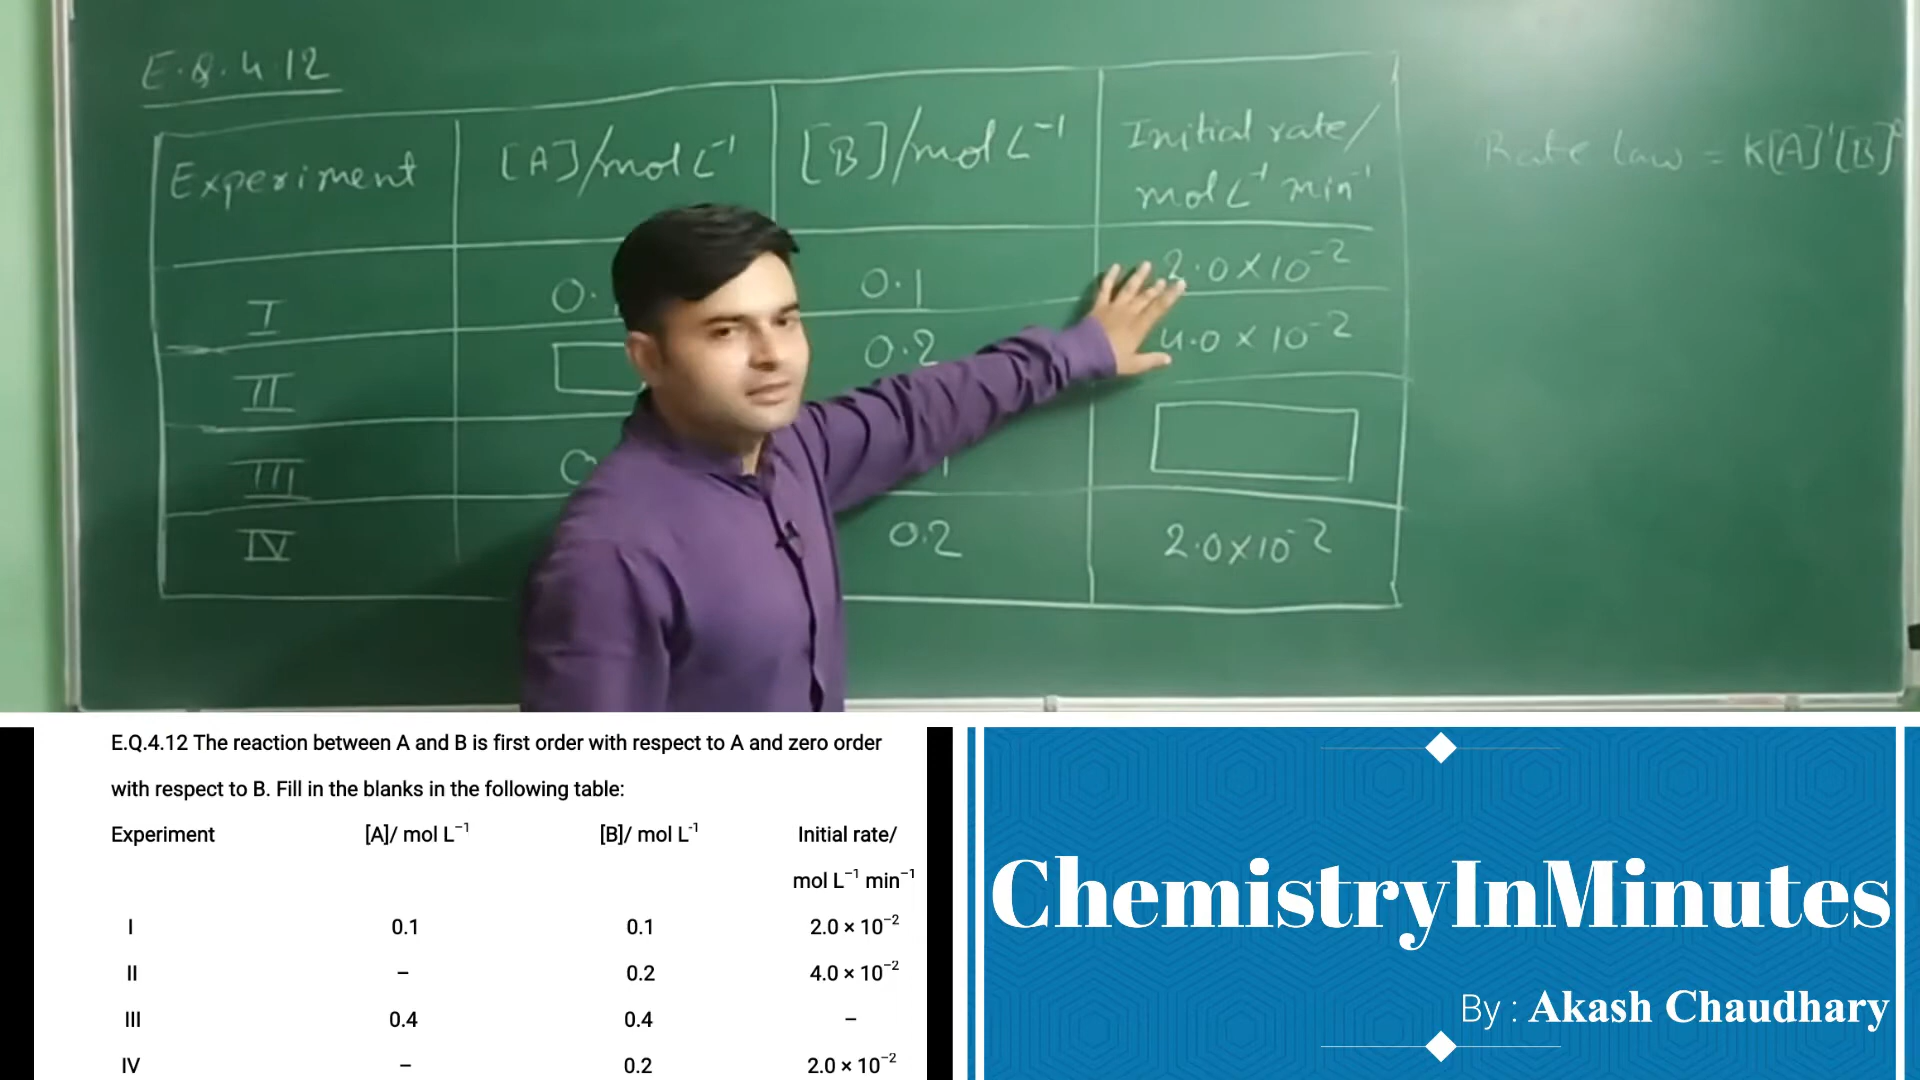 E.Q.4.12
Experiment [A]/mol L⁻¹ [B]/mol L⁻¹ Initial rate/
mol L⁻¹ min⁻¹
Rate law = K[A]¹[B]⁰
I 0. 0.1 2.0×10⁻²
II 0.2 4.0×10⁻²
III
IV 0.2 2.0×10⁻²
E.Q.4.12 The reaction between A and B is first order with respect to A and zero order
with respect to B. Fill in the blanks in the following table:
Experiment [A]/ mol L⁻¹ [B]/ mol L⁻¹ Initial rate/
mol L⁻¹ min⁻¹
I 0.1 0.1 2.0 × 10⁻²
II – 0.2 4.0 × 10⁻²
III 0.4 0.4 –
IV – 0.2 2.0 × 10⁻²
ChemistryInMinutes
By : Akash Chaudhary